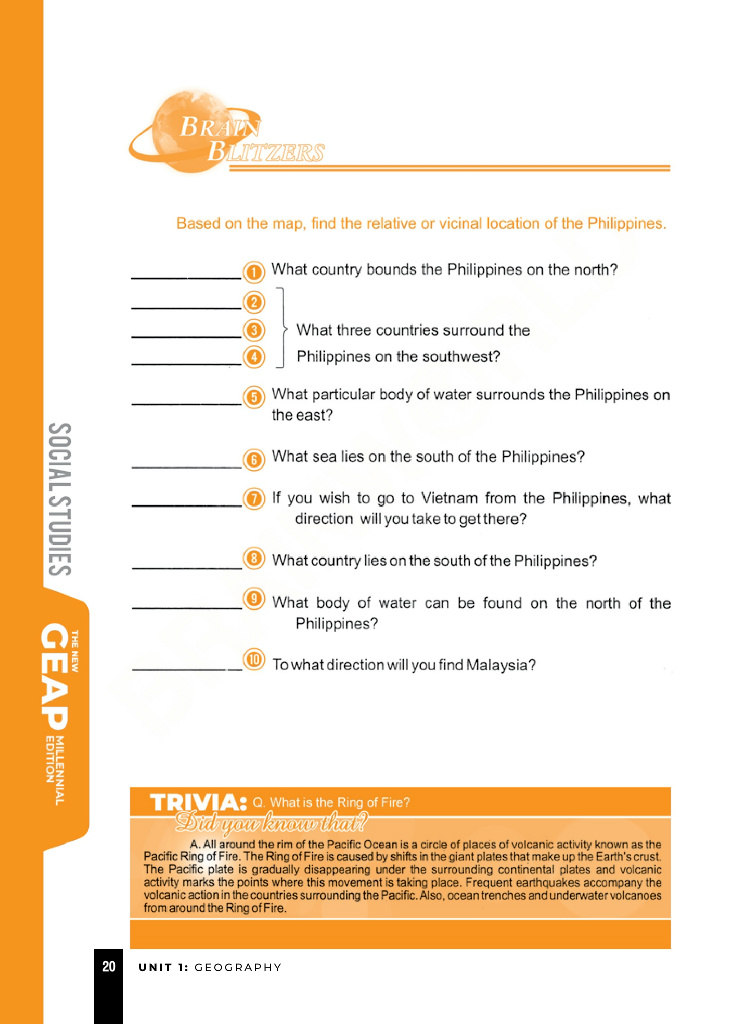 BRAIN
BLITZERS
Based on the map, find the relative or vicinal location of the Philippines.
____________ 1 What country bounds the Philippines on the north?
____________ 2
____________ 3 What three countries surround the
____________ 4 Philippines on the southwest?
____________ 5 What particular body of water surrounds the Philippines on
the east?
____________ 6 What sea lies on the south of the Philippines?
____________ 7 If you wish to go to Vietnam from the Philippines, what
direction will you take to get there?
____________ 8 What country lies on the south of the Philippines?
____________ 9 What body of water can be found on the north of the
Philippines?
____________ 10 To what direction will you find Malaysia?
SOCIAL STUDIES
THE NEW
GEAP
MILLENNIAL
EDITION
TRIVIA: Q. What is the Ring of Fire?
Did you know that?
A. All around the rim of the Pacific Ocean is a circle of places of volcanic activity known as the
Pacific Ring of Fire. The Ring of Fire is caused by shifts in the giant plates that make up the Earth's crust.
The Pacific plate is gradually disappearing under the surrounding continental plates and volcanic
activity marks the points where this movement is taking place. Frequent earthquakes accompany the
volcanic action in the countries surrounding the Pacific. Also, ocean trenches and underwater volcanoes
from around the Ring of Fire.
20 UNIT 1: GEOGRAPHY